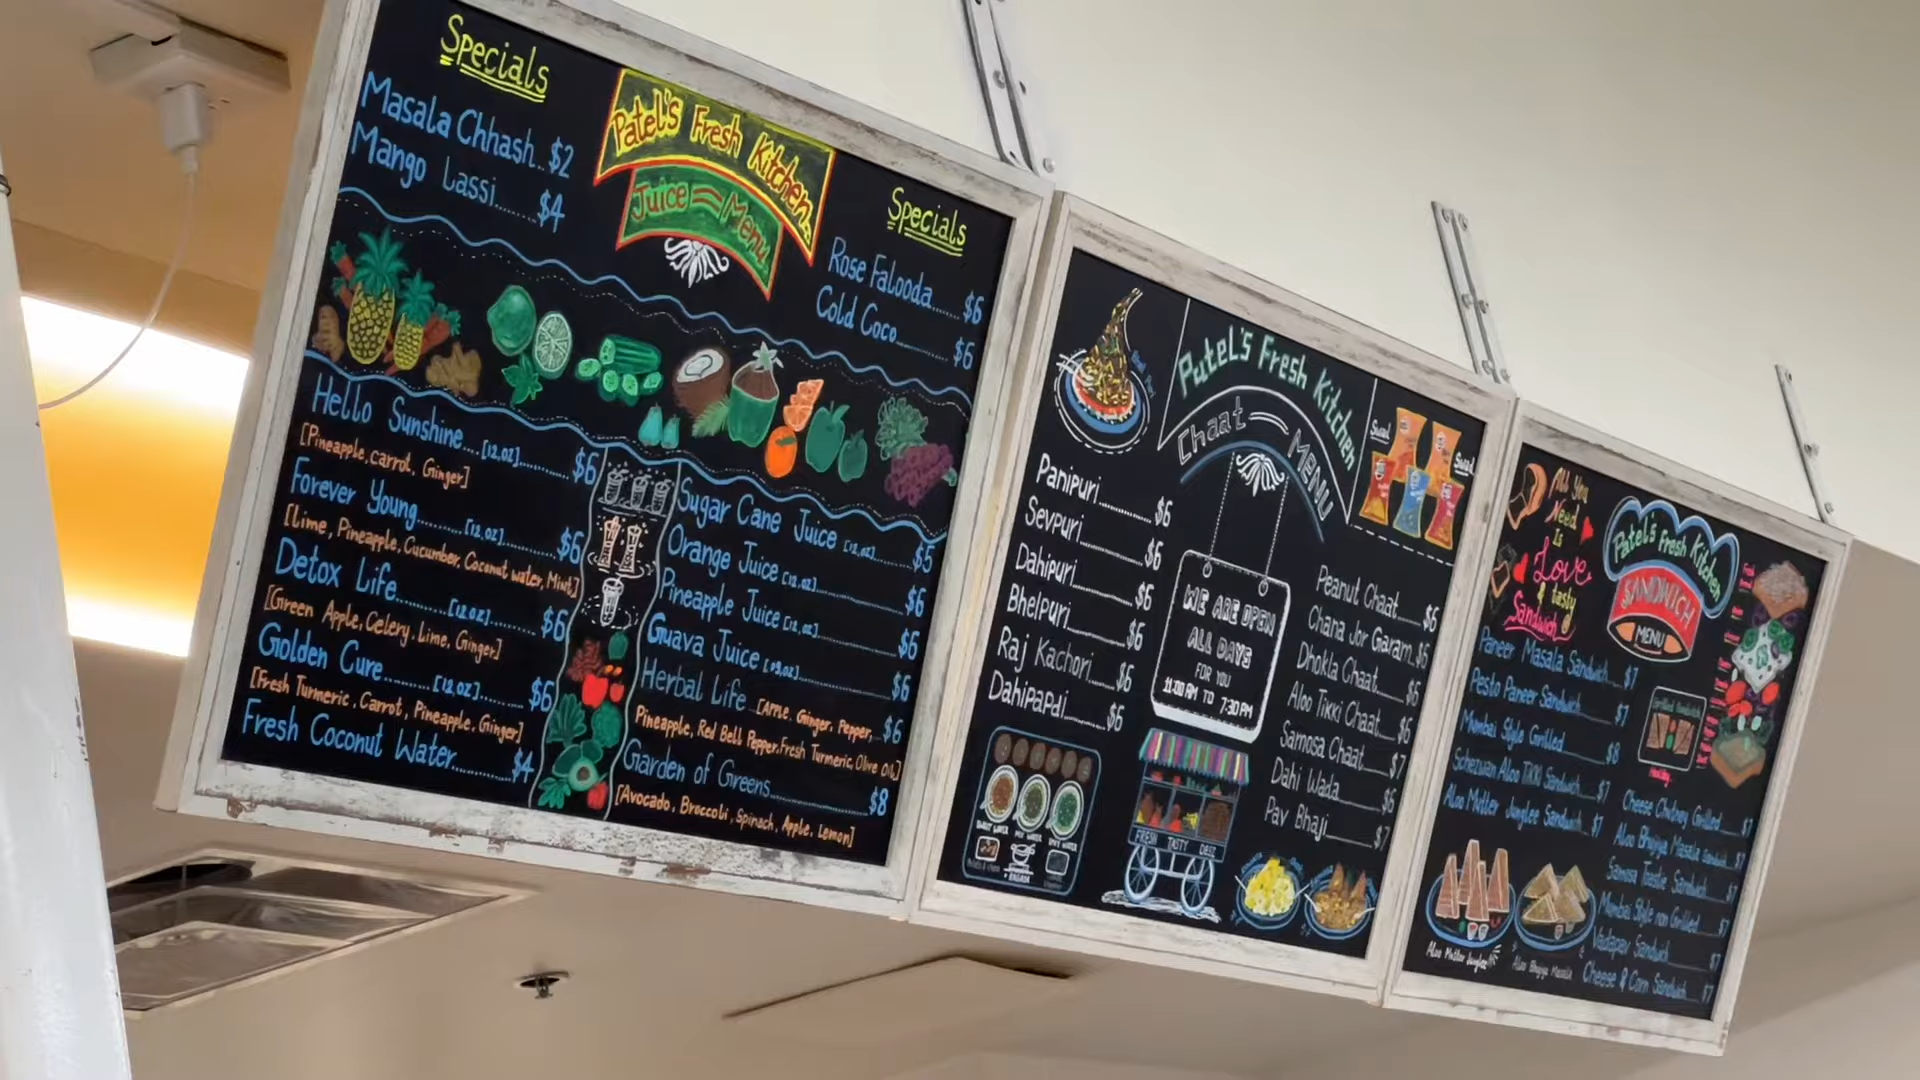 Specials
Masala Chhash..$2
Mango Lassi.......$4
Patel's Fresh Kitchen
Juice Menu
Specials
Rose Falooda......$6
Cold Coco..........$6
Hello Sunshine...[12.oz]........$6
[Pineapple, carrot, Ginger]
Forever Young........[12.oz]........$6
[Lime, Pineapple, Cucumber, Coconut water, Mint]
Detox Life..........[12.oz]........$6
[Green Apple, Celery, Lime, Ginger]
Golden Cure........[12.oz]......$6
[Fresh Turmeric, Carrot, Pineapple, Ginger]
Fresh Coconut Water..........$4
Sugar Cane Juice [12.oz]......$5
Orange Juice [12.oz]............$6
Pineapple Juice [12.oz]............$6
Guava Juice [12.oz]............$6
Herbal Life...[Apple, Ginger, Pepper,...$6
Pineapple, Red Bell Pepper, Fresh Turmeric, Olive Oil]
Garden of Greens..............$8
[Avocado, Broccoli, Spinach, Apple, Lemon]
Patel's Fresh Kitchen
Chaat MENU
Panipuri..........$6
Sevpuri............$6
Dahipuri...........$6
Bhelpuri...........$6
Raj Kachori......$6
Dahipapdi........$6
WE ARE OPEN
ALL DAYS
FOR YOU
11:00 AM TO 7:30 PM
Peanut Chaat......$6
Chana Jor Garam..$6
Dhokla Chaat......$6
Aloo Tikki Chaat....$6
Samosa Chaat......$7
Dahi Wada..........$6
Pav Bhaji............$7
FRESH TASTY DESI
All You
Need
Is
Love
& tasty
Sandwich
Patel's Fresh Kitchen
SANDWICH
MENU
Paneer Masala Sandwich....$7
Pesto Paneer Sandwich......$7
Mumbai Style Grilled..........$8
Schezwan Aloo Tikki Sandwich....$7
Aloo Mutter Junglee Sandwich...$7
Cheese Chutney Grilled....$7
Aloo Bhujiya Masala Sandwich..$7
Samosa Toastie Sandwich....$7
Mumbai Style non Grilled....$7
Vadapav Sandwich..........$7
Cheese & Corn Sandwich....$7
Aloo Mutter Junglee